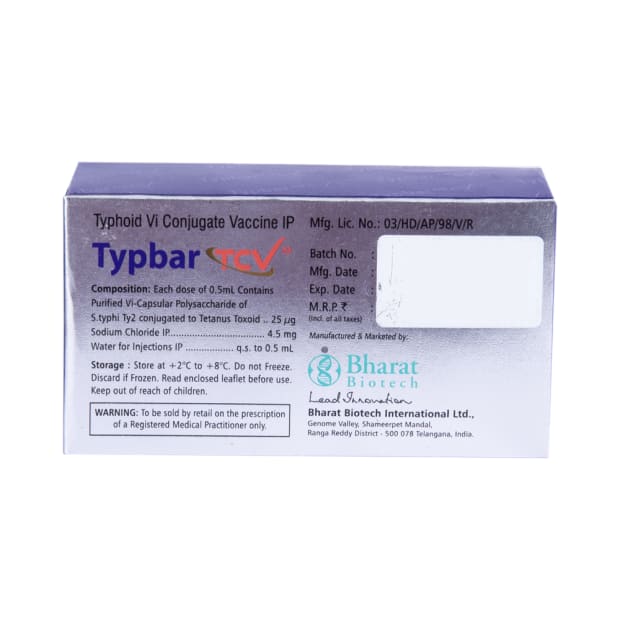 Typhoid Vi Conjugate Vaccine IP
Typbar TCV™
Composition: Each dose of 0.5mL Contains
Purified Vi-Capsular Polysaccharide of
S.typhi Ty2 conjugated to Tetanus Toxoid .. 25 µg
Sodium Chloride IP........................ 4.5 mg
Water for Injections IP ................ q.s. to 0.5 mL
Storage : Store at +2°C to +8°C. Do not Freeze.
Discard if Frozen. Read enclosed leaflet before use.
Keep out of reach of children.
WARNING: To be sold by retail on the prescription
of a Registered Medical Practitioner only.
Mfg. Lic. No.: 03/HD/AP/98/V/R
Batch No. :
Mfg. Date :
Exp. Date :
M.R.P. ₹ :
(Incl. of all taxes)
Manufactured & Marketed by:
Bharat
Biotech
Lead Innovation
Bharat Biotech International Ltd.,
Genome Valley, Shameerpet Mandal,
Ranga Reddy District - 500 078 Telangana, India.